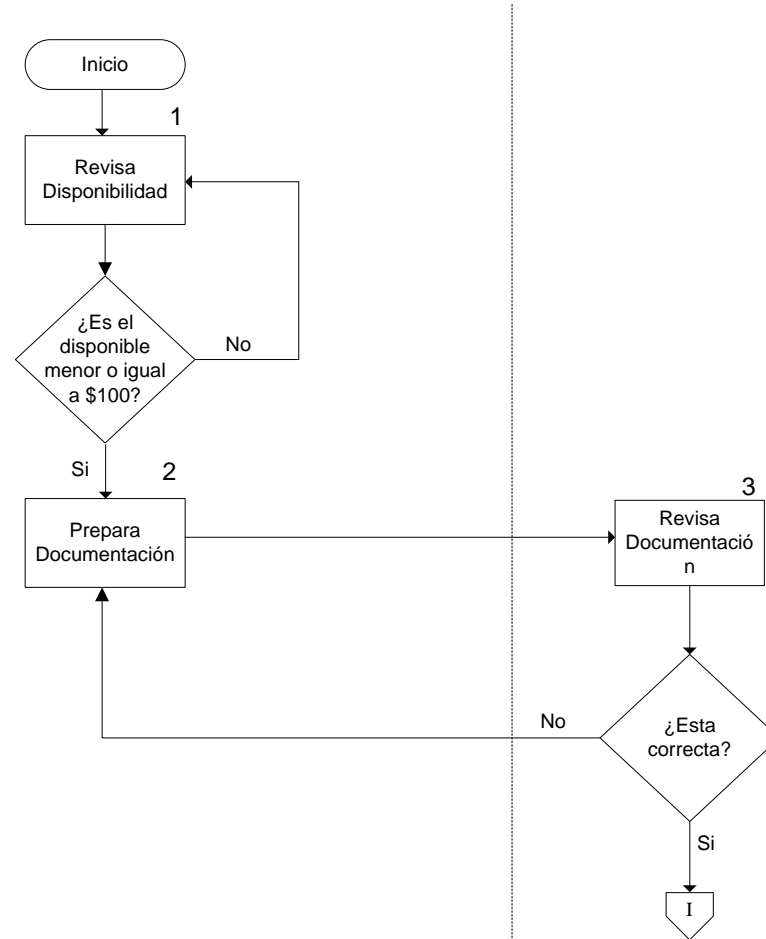 Inicio
1
Revisa
Disponibilidad
¿Es el
disponible
menor o igual
a $100?
No
Si
2
Prepara
Documentación
3
Revisa
Documentació
n
No
¿Esta
correcta?
Si
I